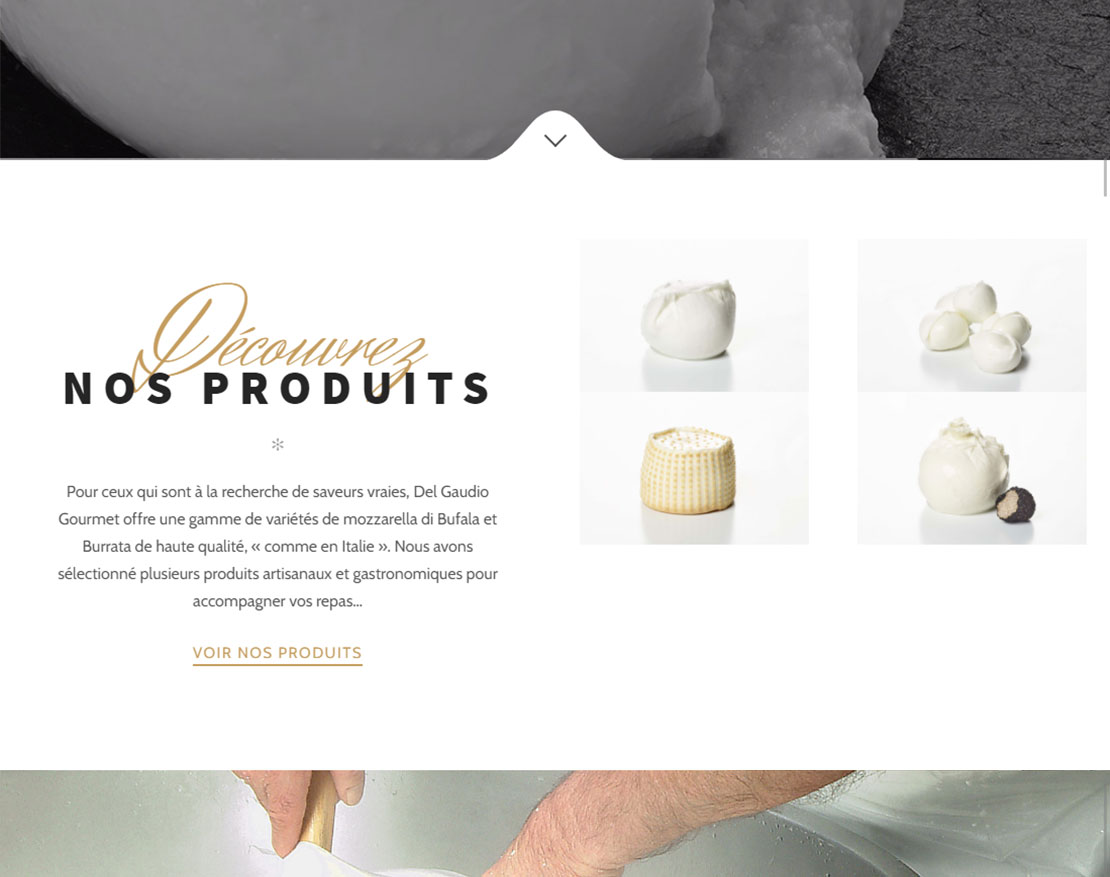 Découvrez
NOS PRODUITS
Pour ceux qui sont à la recherche de saveurs vraies, Del Gaudio
Gourmet offre une gamme de variétés de mozzarella di Bufala et
Burrata de haute qualité, « comme en Italie ». Nous avons
sélectionné plusieurs produits artisanaux et gastronomiques pour
accompagner vos repas...
VOIR NOS PRODUITS